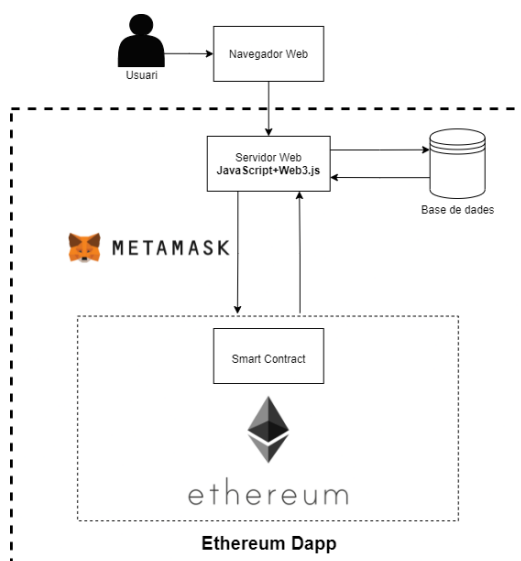 Navegador Web
Usuari
Servidor Web
JavaScript+Web3.js
Base de dades
METAMASK
Smart Contract
ethereum
Ethereum Dapp